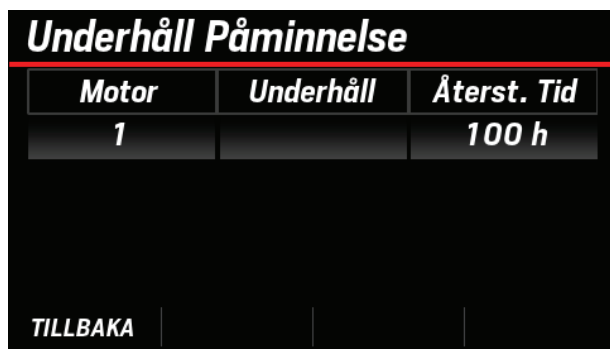 Underhåll Påminnelse
Motor Underhåll Återst. Tid
1 100 h
TILLBAKA